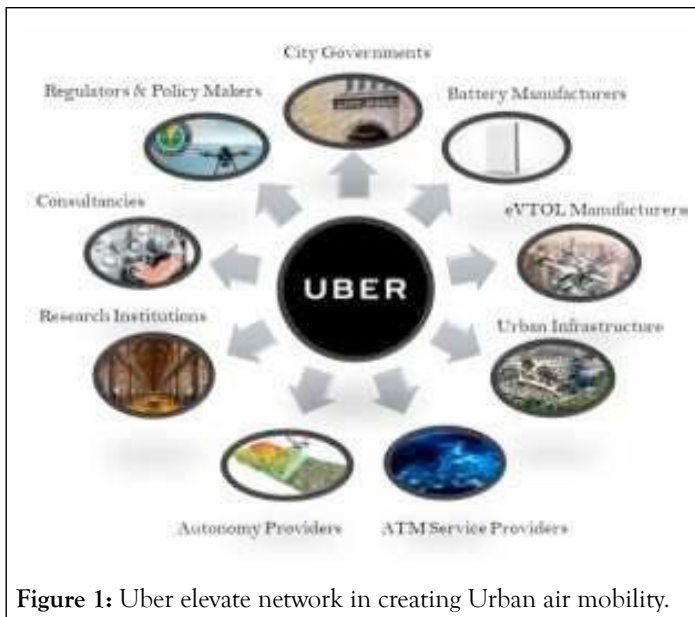 City Governments
Regulators & Policy Makers
Battery Manufacturers
Consultancies
eVTOL Manufacturers
UBER
Research Institutions
Urban Infrastructure
Autonomy Providers
ATM Service Providers
Figure 1: Uber elevate network in creating Urban air mobility.